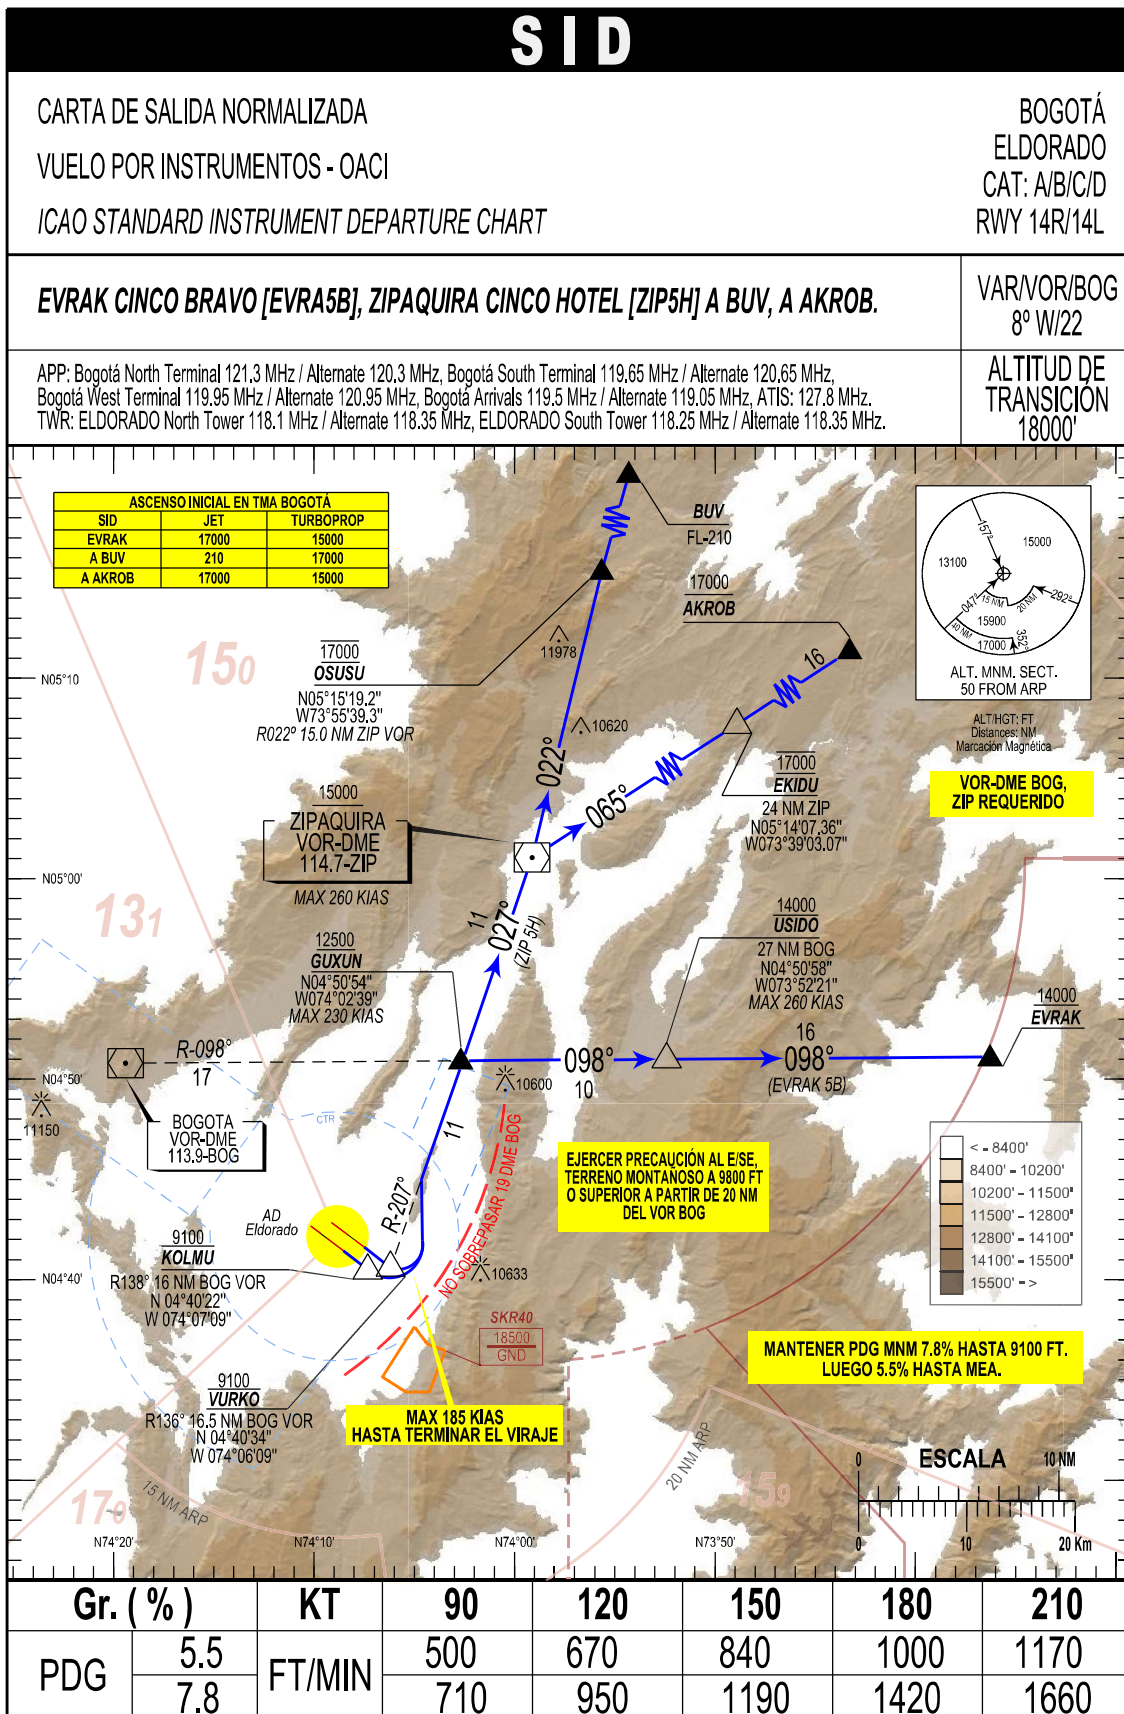 SID
CARTA DE SALIDA NORMALIZADA
VUELO POR INSTRUMENTOS - OACI
ICAO STANDARD INSTRUMENT DEPARTURE CHART
BOGOTÁ
ELDORADO
CAT: A/B/C/D
RWY 14R/14L
EVRAK CINCO BRAVO [EVRA5B], ZIPAQUIRA CINCO HOTEL [ZIP5H] A BUV, A AKROB.
VAR/VOR/BOG
8º W/22
APP: Bogotá North Terminal 121.3 MHz / Alternate 120.3 MHz, Bogotá South Terminal 119.65 MHz / Alternate 120.65 MHz,
Bogotá West Terminal 119.95 MHz / Alternate 120.95 MHz, Bogotá Arrivals 119.5 MHz / Alternate 119.05 MHz, ATIS: 127.8 MHz.
TWR: ELDORADO North Tower 118.1 MHz / Alternate 118.35 MHz, ELDORADO South Tower 118.25 MHz / Alternate 118.35 MHz.
ALTITUD DE
TRANSICIÓN
18000'
ASCENSO INICIAL EN TMA BOGOTÁ
SID JET TURBOPROP
EVRAK 17000 15000
A BUV 210 17000
A AKROB 17000 15000
BUV
FL-210
17000
AKROB
157°
15000
13100
047°
15 NM
20 NM
292°
15900
40 NM
17000
352°
ALT. MNM. SECT.
50 FROM ARP
ALT/HGT: FT
Distances: NM
Marcación Magnética
VOR-DME BOG,
ZIP REQUERIDO
150
N05°10
17000
OSUSU
N05°15'19.2"
W73°55'39.3"
R022º 15.0 NM ZIP VOR
11978
10620
16
022°
065°
17000
EKIDU
24 NM ZIP
N05°14'07.36"
W073°39'03.07"
15000
ZIPAQUIRA
VOR-DME
114.7-ZIP
MAX 260 KIAS
N05°00'
131
11
027°
(ZIP 5H)
12500
GUXUN
N04°50'54"
W074°02'39"
MAX 230 KIAS
14000
USIDO
27 NM BOG
N04°50'58"
W073°52'21"
MAX 260 KIAS
14000
EVRAK
R-098°
17
098°
10
16
098°
(EVRAK 5B)
N04°50
11150
BOGOTA
VOR-DME
113.9-BOG
CTR
11
10600
NO SOBREPASAR 19 DME BOG
EJERCER PRECAUCIÓN AL E/SE,
TERRENO MONTAÑOSO A 9800 FT
O SUPERIOR A PARTIR DE 20 NM
DEL VOR BOG
< - 8400'
8400' - 10200'
10200' - 11500'
11500' - 12800'
12800' - 14100'
14100' - 15500'
15500' - >
AD
Eldorado
R-207°
9100
KOLMU
R138° 16 NM BOG VOR
N 04°40'22"
W 074°07'09"
N04°40
10633
SKR40
18500
GND
MANTENER PDG MNM 7.8% HASTA 9100 FT.
LUEGO 5.5% HASTA MEA.
9100
VURKO
R136° 16.5 NM BOG VOR
N 04°40'34"
W 074°06'09"
MAX 185 KIAS
HASTA TERMINAR EL VIRAJE
170
15 NM ARP
20 NM ARP
159
ESCALA
0 10 NM
0 10 20 Km
N74°20'
N74°10'
N74°00'
N73°50'
Gr. ( % ) KT 90 120 150 180 210
PDG 5.5 FT/MIN 500 670 840 1000 1170
7.8 710 950 1190 1420 1660